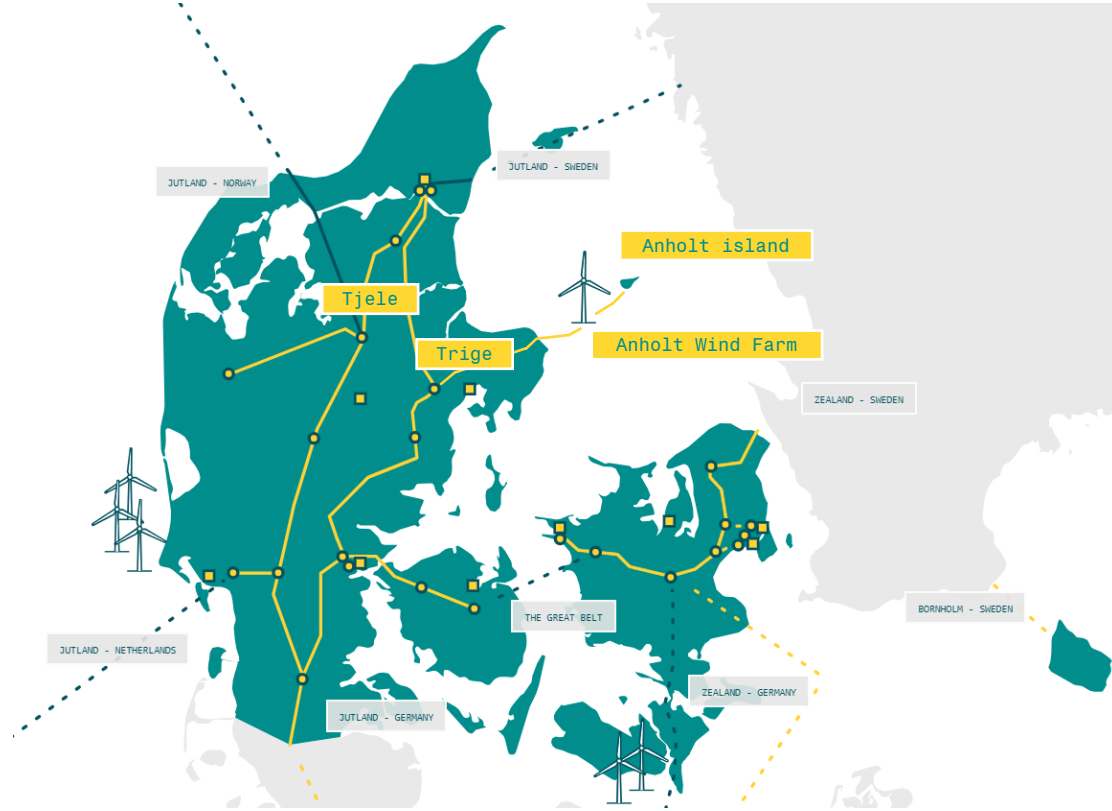 JUTLAND - SWEDEN
JUTLAND - NORWAY
Anholt island
Tjele
Anholt Wind Farm
Trige
ZEALAND - SWEDEN
BORNHOLM - SWEDEN
THE GREAT BELT
JUTLAND - NETHERLANDS
ZEALAND - GERMANY
JUTLAND - GERMANY